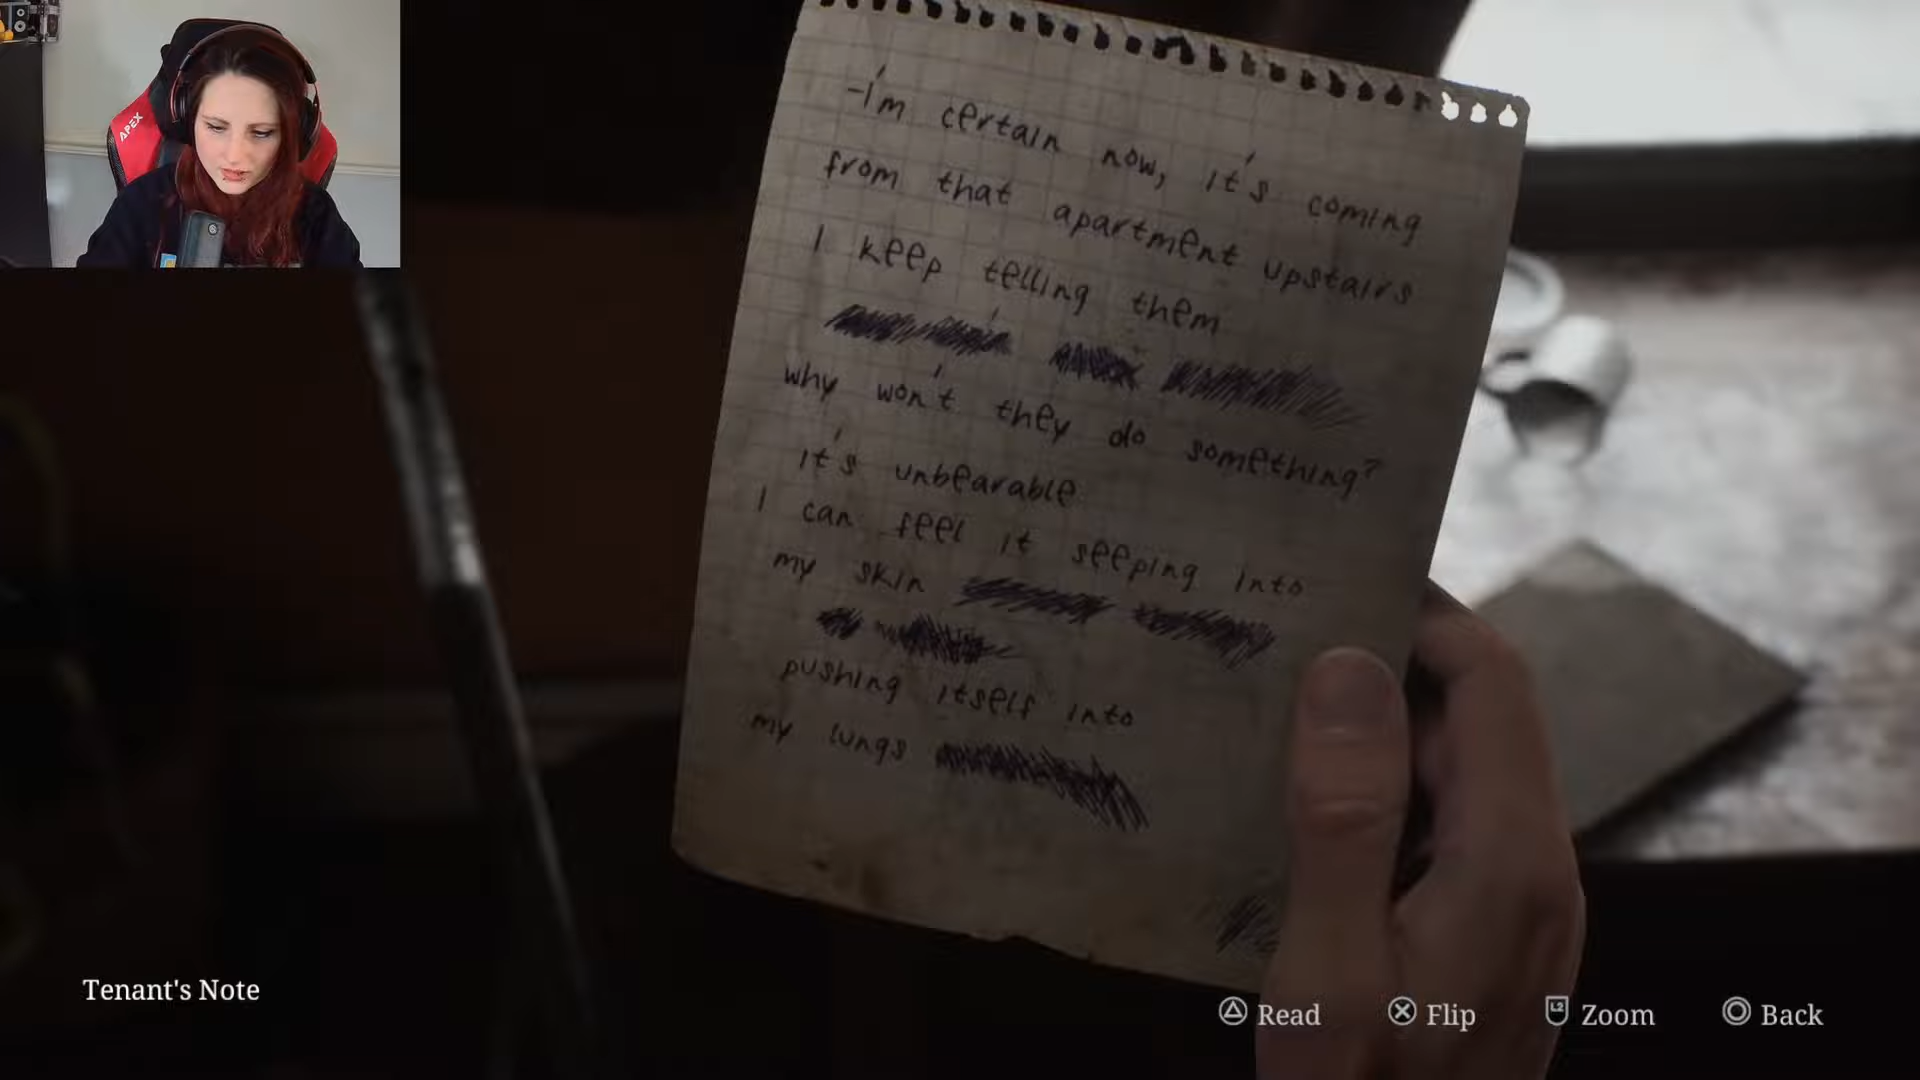 APEX
-I'm certain now, it's coming
from that apartment upstairs
I keep telling them
why won't they do something?
it's unbearable
I can feel it seeping into
my skin
pushing itself into
my lungs
Tenant's Note
Read Flip L2 Zoom Back